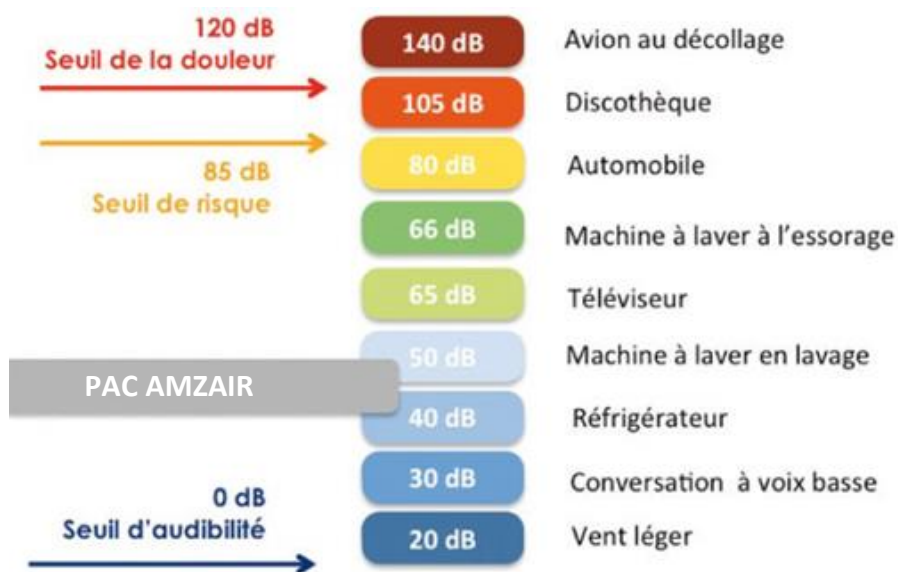 120 dB
Seuil de la douleur
140 dB
Avion au décollage
105 dB
Discothèque
85 dB
Seuil de risque
80 dB
Automobile
66 dB
Machine à laver à l'essorage
65 dB
Téléviseur
50 dB
Machine à laver en lavage
PAC AMZAIR
40 dB
Réfrigérateur
30 dB
Conversation à voix basse
0 dB
Seuil d'audibilité
20 dB
Vent léger